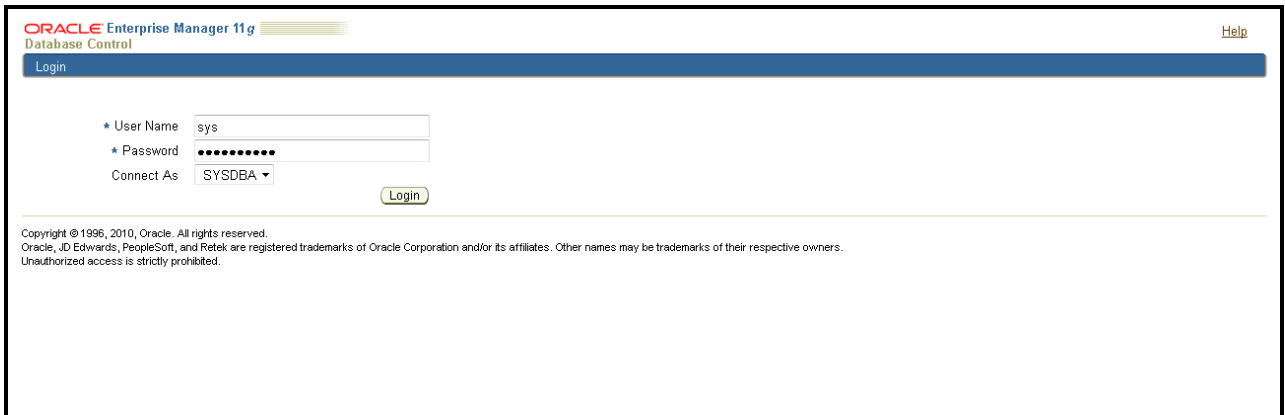 ORACLE Enterprise Manager 11g
Database Control
Help
Login
* User Name sys
* Password ••••••••••
Connect As SYSDBA
Login
Copyright © 1996, 2010, Oracle. All rights reserved.
Oracle, JD Edwards, PeopleSoft, and Retek are registered trademarks of Oracle Corporation and/or its affiliates. Other names may be trademarks of their respective owners.
Unauthorized access is strictly prohibited.